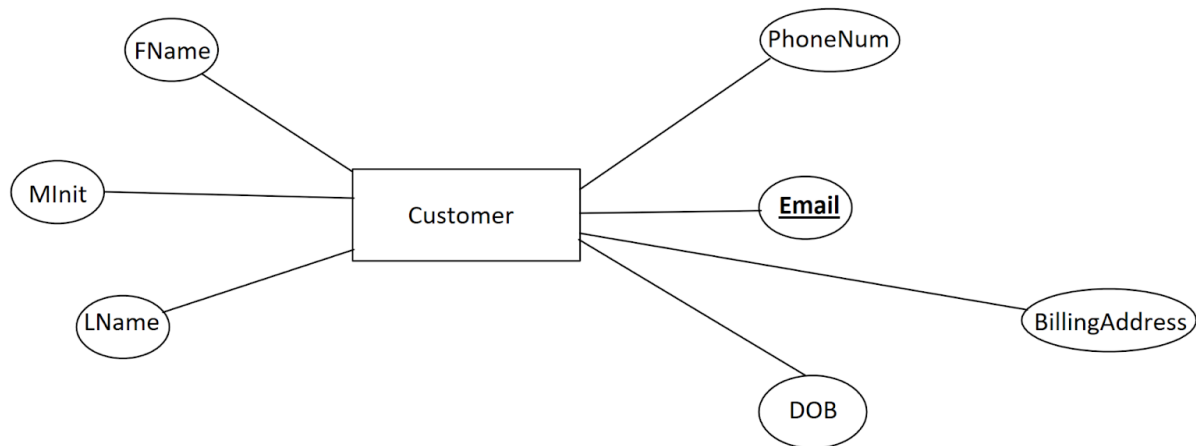 FName
PhoneNum
MInit
Customer
Email
LName
BillingAddress
DOB